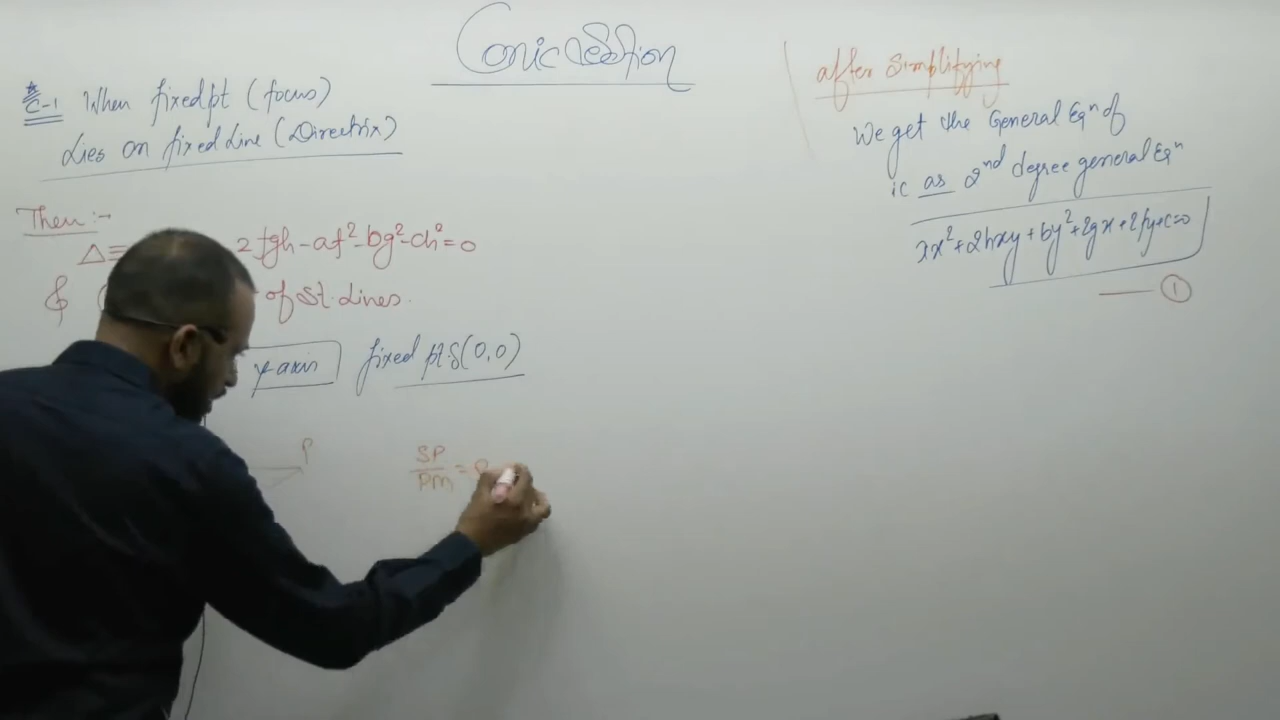 Conic Section
C-1 When fixed pt (focus)
Lies on fixed Line (Directrix)
Then :-
Δ≡ 2fgh-af²-bg²-ch²=0
of St. Lines.
y-axis fixed pt S(0,0)
P
SP/PM = e
after Simplifying
We get the General Eqⁿ of
as 2nd degree general Eqⁿ
ax²+2hxy+by²+2gx+2fy+c=0
①